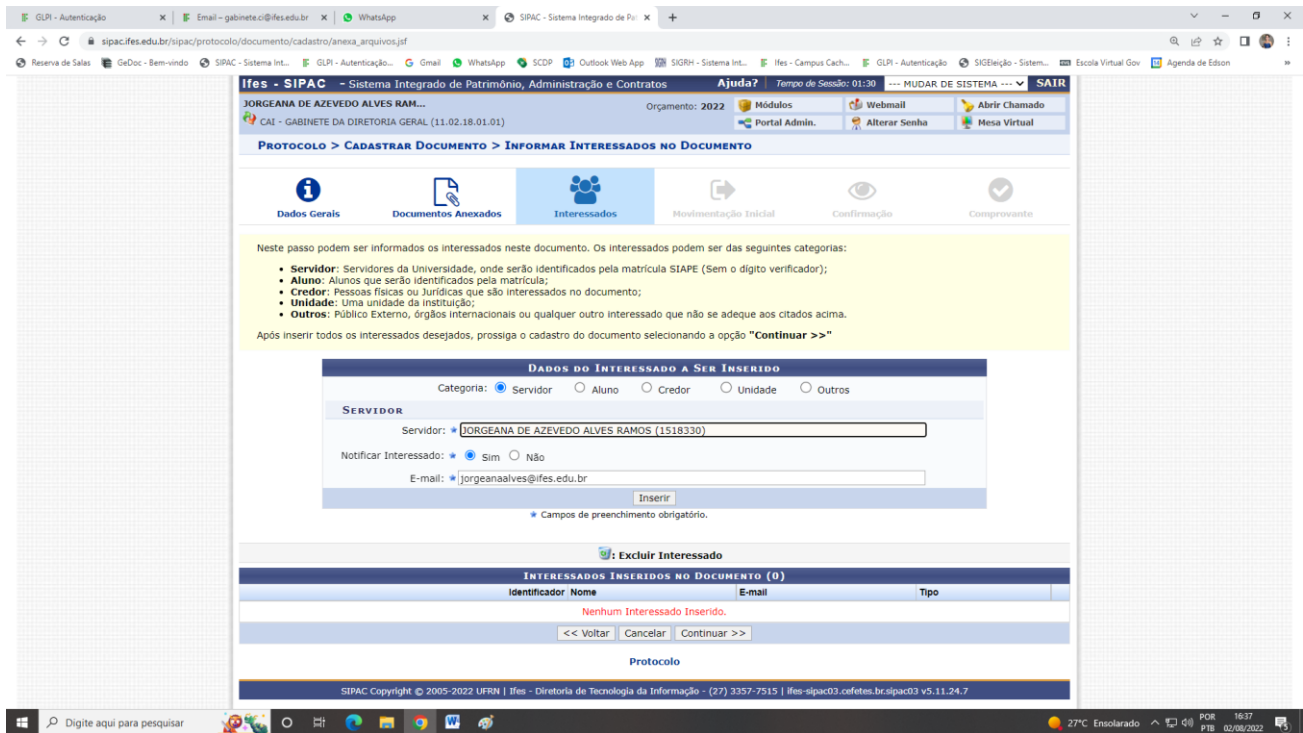 GLPI - Autenticação
Email – gabinete.ci@ifes.edu.br
WhatsApp
SIPAC - Sistema Integrado de Pat
sipac.ifes.edu.br/sipac/protocolo/documento/cadastro/anexa_arquivos.jsf
Reserva de Salas GeDoc - Bem-vindo SIPAC - Sistema Int... GLPI - Autenticação... Gmail WhatsApp SCDP Outlook Web App SIGRH - Sistema Int... Ifes - Campus Cach... GLPI - Autenticação SIGEleição - Sistem... Escola Virtual Gov Agenda de Edson »
Ifes - SIPAC - Sistema Integrado de Patrimônio, Administração e Contratos Ajuda? Tempo de Sessão: 01:30 --- MUDAR DE SISTEMA --- SAIR
JORGEANA DE AZEVEDO ALVES RAM... Orçamento: 2022 Módulos Webmail Abrir Chamado
CAI - GABINETE DA DIRETORIA GERAL (11.02.18.01.01) Portal Admin. Alterar Senha Mesa Virtual
PROTOCOLO > CADASTRAR DOCUMENTO > INFORMAR INTERESSADOS NO DOCUMENTO
Dados Gerais Documentos Anexados Interessados Movimentação Inicial Confirmação Comprovante
Neste passo podem ser informados os interessados neste documento. Os interessados podem ser das seguintes categorias:
• Servidor: Servidores da Universidade, onde serão identificados pela matrícula SIAPE (Sem o dígito verificador);
• Aluno: Alunos que serão identificados pela matrícula;
• Credor: Pessoas físicas ou Jurídicas que são interessados no documento;
• Unidade: Uma unidade da instituição;
• Outros: Público Externo, órgãos internacionais ou qualquer outro interessado que não se adeque aos citados acima.
Após inserir todos os interessados desejados, prossiga o cadastro do documento selecionando a opção "Continuar >>"
DADOS DO INTERESSADO A SER INSERIDO
Categoria: Servidor Aluno Credor Unidade Outros
SERVIDOR
Servidor: JORGEANA DE AZEVEDO ALVES RAMOS (1518330)
Notificar Interessado: Sim Não
E-mail: jorgeanaalves@ifes.edu.br
Inserir
Campos de preenchimento obrigatório.
: Excluir Interessado
INTERESSADOS INSERIDOS NO DOCUMENTO (0)
Identificador Nome E-mail Tipo
Nenhum Interessado Inserido.
<< Voltar Cancelar Continuar >>
Protocolo
SIPAC Copyright © 2005-2022 UFRN | Ifes - Diretoria de Tecnologia da Informação - (27) 3357-7515 | ifes-sipac03.cefetes.br.sipac03 v5.11.24.7
Digite aqui para pesquisar
27°C Ensolarado
POR
PTB
16:37
02/08/2022